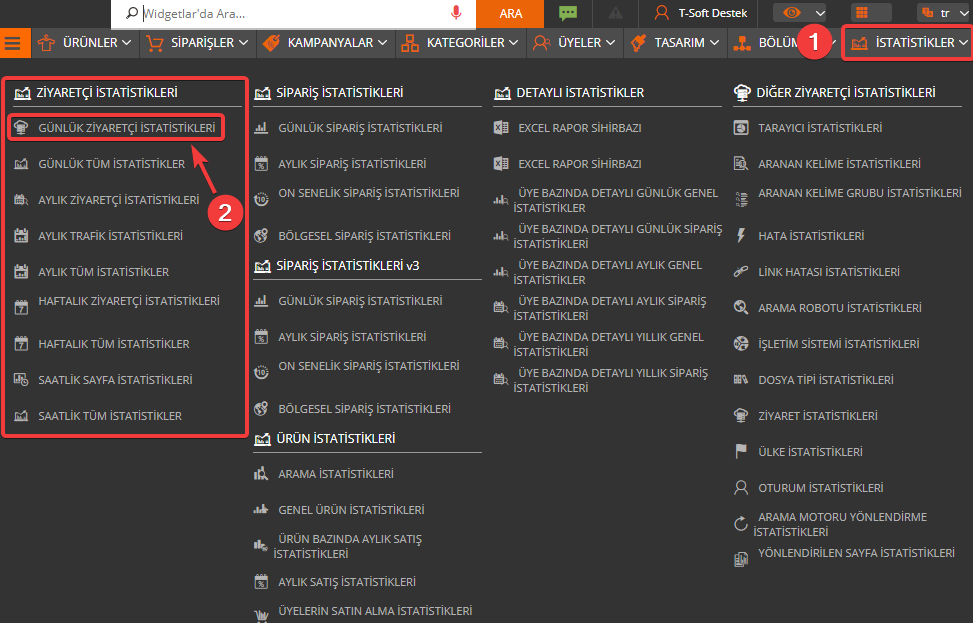 Widgetlar'da Ara...
ARA
T-Soft Destek
tr
ÜRÜNLER
SİPARİŞLER
KAMPANYALAR
KATEGORİLER
ÜYELER
TASARIM
BÖLÜM
1
İSTATİSTİKLER
ZİYARETÇİ İSTATİSTİKLERİ
GÜNLÜK ZİYARETÇİ İSTATİSTİKLERİ
GÜNLÜK TÜM İSTATİSTİKLER
AYLIK ZİYARETÇİ İSTATİSTİKLERİ
2
AYLIK TRAFİK İSTATİSTİKLERİ
AYLIK TÜM İSTATİSTİKLER
HAFTALIK ZİYARETÇİ İSTATİSTİKLERİ
HAFTALIK TÜM İSTATİSTİKLER
SAATLİK SAYFA İSTATİSTİKLERİ
SAATLİK TÜM İSTATİSTİKLER
SİPARİŞ İSTATİSTİKLERİ
GÜNLÜK SİPARİŞ İSTATİSTİKLERİ
AYLIK SİPARİŞ İSTATİSTİKLERİ
ON SENELİK SİPARİŞ İSTATİSTİKLERİ
BÖLGESEL SİPARİŞ İSTATİSTİKLERİ
SİPARİŞ İSTATİSTİKLERİ v3
GÜNLÜK SİPARİŞ İSTATİSTİKLERİ
AYLIK SİPARİŞ İSTATİSTİKLERİ
ON SENELİK SİPARİŞ İSTATİSTİKLERİ
BÖLGESEL SİPARİŞ İSTATİSTİKLERİ
ÜRÜN İSTATİSTİKLERİ
ARAMA İSTATİSTİKLERİ
GENEL ÜRÜN İSTATİSTİKLERİ
ÜRÜN BAZINDA AYLIK SATIŞ
İSTATİSTİKLERİ
AYLIK SATIŞ İSTATİSTİKLERİ
ÜYELERİN SATIN ALMA İSTATİSTİKLERİ
DETAYLI İSTATİSTİKLER
EXCEL RAPOR SİHİRBAZI
EXCEL RAPOR SİHİRBAZI
ÜYE BAZINDA DETAYLI GÜNLÜK GENEL
İSTATİSTİKLER
ÜYE BAZINDA DETAYLI GÜNLÜK SİPARİŞ
İSTATİSTİKLERİ
ÜYE BAZINDA DETAYLI AYLIK GENEL
İSTATİSTİKLER
ÜYE BAZINDA DETAYLI AYLIK SİPARİŞ
İSTATİSTİKLERİ
ÜYE BAZINDA DETAYLI YILLIK GENEL
İSTATİSTİKLERİ
ÜYE BAZINDA DETAYLI YILLIK SİPARİŞ
İSTATİSTİKLERİ
DİĞER ZİYARETÇİ İSTATİSTİKLERİ
TARAYICI İSTATİSTİKLERİ
ARANAN KELİME İSTATİSTİKLERİ
ARANAN KELİME GRUBU İSTATİSTİKLERİ
HATA İSTATİSTİKLERİ
LİNK HATASI İSTATİSTİKLERİ
ARAMA ROBOTU İSTATİSTİKLERİ
İŞLETİM SİSTEMİ İSTATİSTİKLERİ
DOSYA TİPİ İSTATİSTİKLERİ
ZİYARET İSTATİSTİKLERİ
ÜLKE İSTATİSTİKLERİ
OTURUM İSTATİSTİKLERİ
ARAMA MOTORU YÖNLENDİRME
İSTATİSTİKLERİ
YÖNLENDİRİLEN SAYFA İSTATİSTİKLERİ